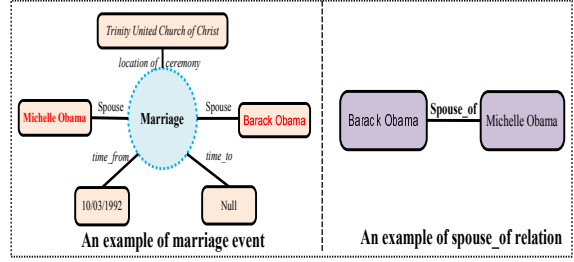 Trinity United Church of Christ
location of ceremony
Michelle Obama
Spouse
Marriage
Spouse
Barack Obama
time_from
time_to
10/03/1992
Null
An example of marriage event
Barack Obama
Spouse_of
Michelle Obama
An example of spouse_of relation